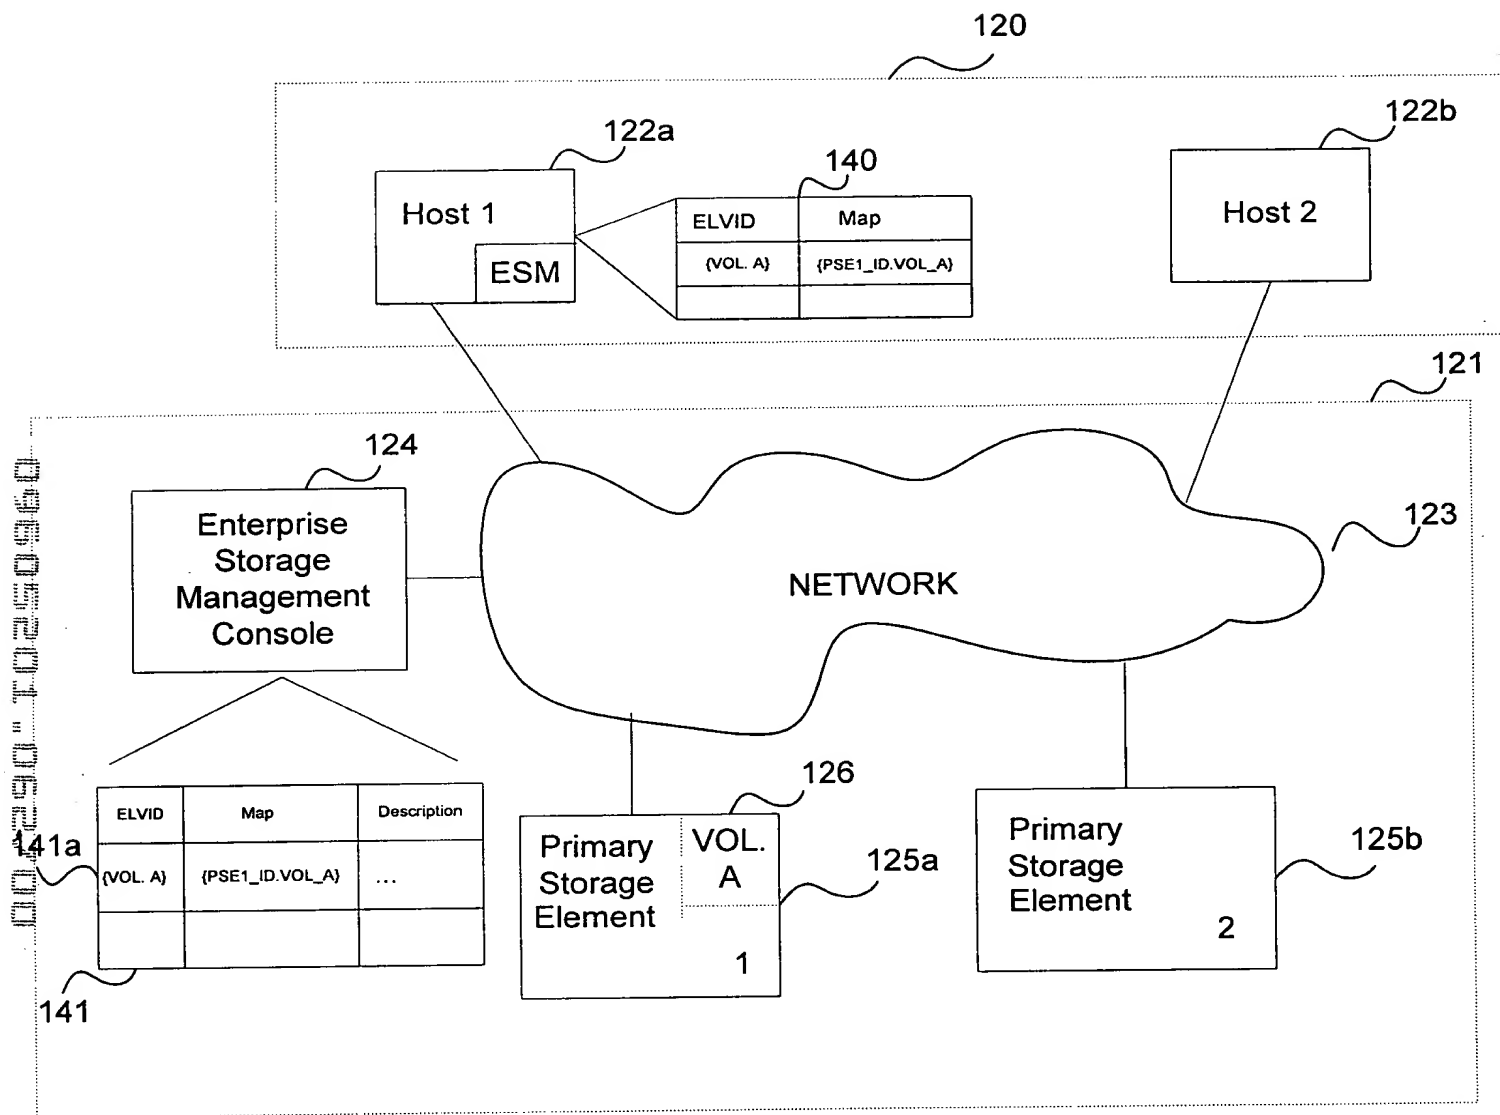 120
122a
122b
140
Host 1
ESM
ELVID Map
{VOL. A} {PSE1_ID.VOL_A}
Host 2
121
124
Enterprise
Storage
Management
Console
NETWORK
123
ELVID Map Description
141a
{VOL. A} {PSE1_ID.VOL_A} ...
141
126
Primary
Storage
Element
1
VOL.
A
125a
Primary
Storage
Element
2
125b